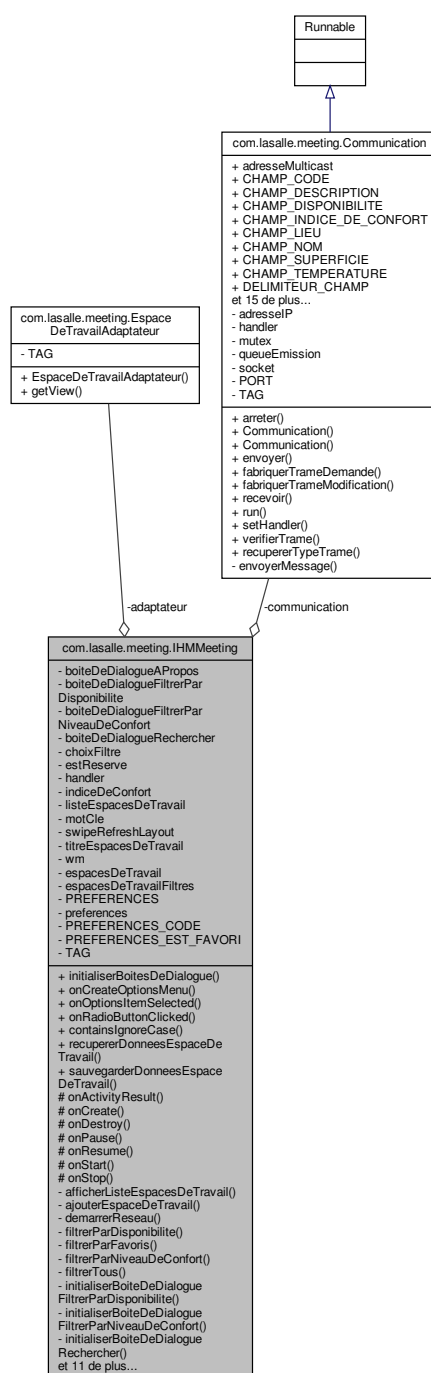 Runnable
com.lasalle.meeting.Communication
+ adresseMulticast
+ CHAMP_CODE
+ CHAMP_DESCRIPTION
+ CHAMP_DISPONIBILITE
+ CHAMP_INDICE_DE_CONFORT
+ CHAMP_LIEU
+ CHAMP_NOM
+ CHAMP_SUPERFICIE
+ CHAMP_TEMPERATURE
+ DELIMITEUR_CHAMP
et 15 de plus...
- adresseIP
- handler
- mutex
- queueEmission
- socket
- PORT
- TAG
+ arreter()
+ Communication()
+ Communication()
+ envoyer()
+ fabriquerTrameDemande()
+ fabriquerTrameModification()
+ recevoir()
+ run()
+ setHandler()
+ verifierTrame()
+ recupererTypeTrame()
- envoyerMessage()
com.lasalle.meeting.Espace
DeTravailAdaptateur
- TAG
+ EspaceDeTravailAdaptateur()
+ getView()
-adaptateur
-communication
com.lasalle.meeting.IHMMeeting
- boiteDeDialogueAPropos
- boiteDeDialogueFiltrerPar
Disponibilite
- boiteDeDialogueFiltrerPar
NiveauDeConfort
- boiteDeDialogueRechercher
- choixFiltre
- estReserve
- handler
- indiceDeConfort
- listeEspacesDeTravail
- motCle
- swipeRefreshLayout
- titreEspacesDeTravail
- wm
- espacesDeTravail
- espacesDeTravailFiltres
- PREFERENCES
- preferences
- PREFERENCES_CODE
- PREFERENCES_EST_FAVORI
- TAG
+ initialiserBoitesDeDialogue()
+ onCreateOptionsMenu()
+ onOptionsItemSelected()
+ onRadioButtonClicked()
+ containsIgnoreCase()
+ recupererDonneesEspaceDe
Travail()
+ sauvegarderDonneesEspace
DeTravail()
# onActivityResult()
# onCreate()
# onDestroy()
# onPause()
# onResume()
# onStart()
# onStop()
- afficherListeEspacesDeTravail()
- ajouterEspaceDeTravail()
- demarrerReseau()
- filtrerParDisponibilite()
- filtrerParFavoris()
- filtrerParNiveauDeConfort()
- filtrerTous()
- initialiserBoiteDeDialogue
FiltrerParDisponibilite()
- initialiserBoiteDeDialogue
FiltrerParNiveauDeConfort()
- initialiserBoiteDeDialogue
Rechercher()
et 11 de plus...